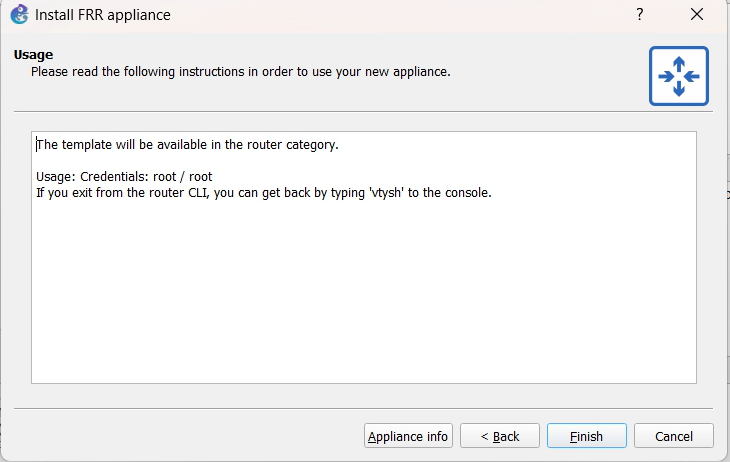 Install FRR appliance
?
Usage
Please read the following instructions in order to use your new appliance.
The template will be available in the router category.
Usage: Credentials: root / root
If you exit from the router CLI, you can get back by typing 'vtysh' to the console.
Appliance info
< Back
Finish
Cancel